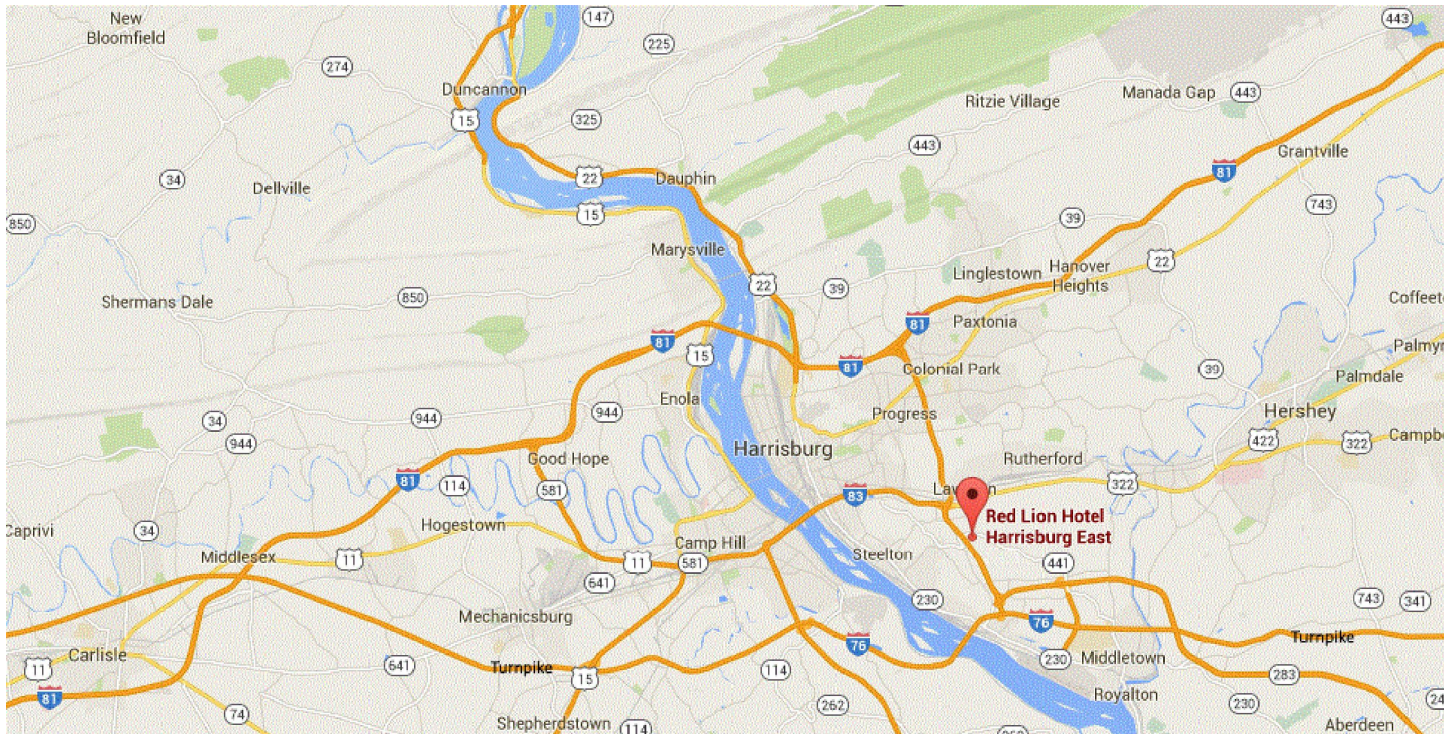 New
Bloomfield
147
443
225
274
Duncannon
Manada Gap
443
Ritzie Village
15
325
443
Grantville
81
34
Dellville
22
Dauphin
743
15
39
850
Marysville
22
Linglestown
Hanover
Heights
22
39
Shermans Dale
850
Coffeet
81
Paxtonia
81
15
Palmyr
81
Colonial Park
39
Palmdale
Enola
944
Progress
Hershey
34
944
944
Harrisburg
422
322
Campbe
Good Hope
Rutherford
81
114
581
83
322
Red Lion Hotel
Harrisburg East
Caprivi
34
Hogestown
Middlesex
11
Camp Hill
Steelton
11
581
441
641
230
743
341
Mechanicsburg
76
Turnpike
Carlisle
76
11
641
Turnpike
15
114
230
Middletown
283
81
Royalton
74
262
230
Shepherdstown
114
Aberdeen